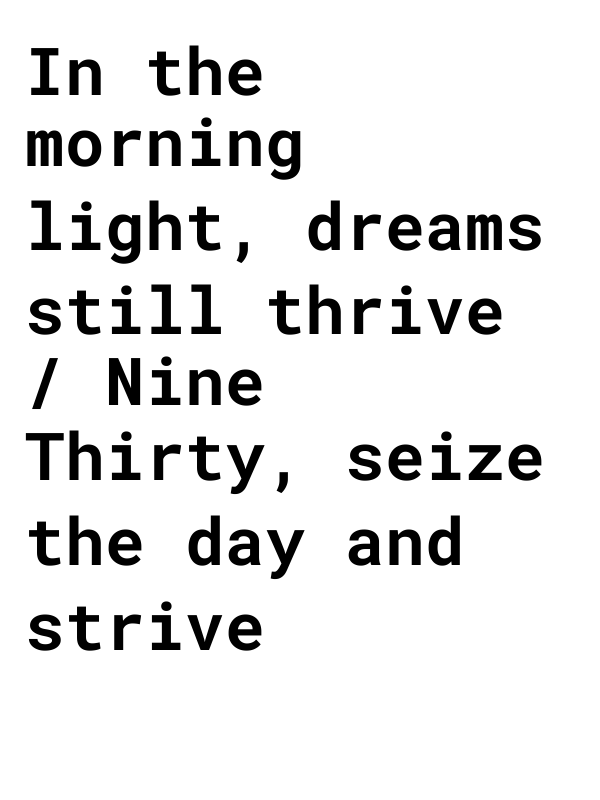 In the
morning
light, dreams
still thrive
/ Nine
Thirty, seize
the day and
strive